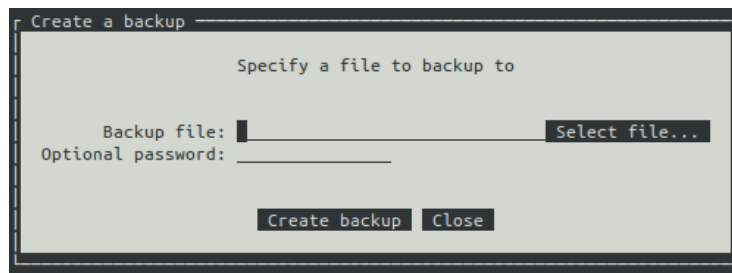 Create a backup
Specify a file to backup to
Backup file: Select file...
Optional password:
Create backup Close